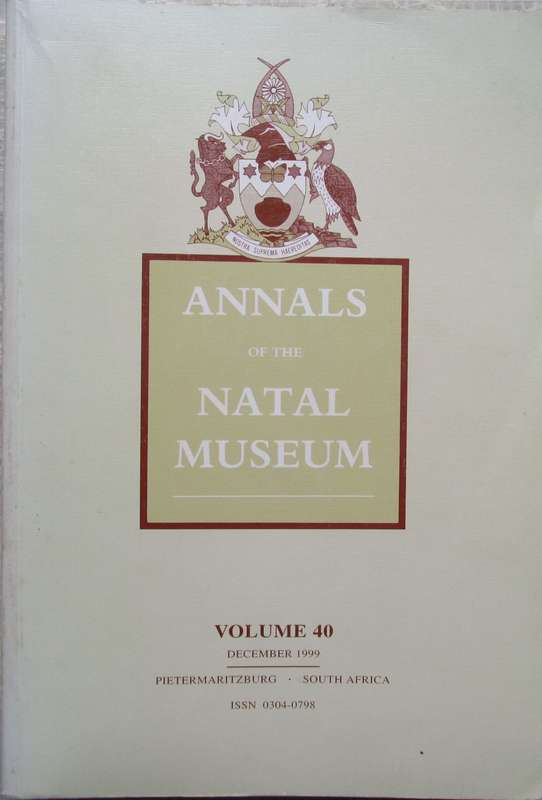 NOSTRA SUPREMA HAEREDITAS
ANNALS
OF THE
NATAL
MUSEUM
VOLUME 40
DECEMBER 1999
PIETERMARITZBURG · SOUTH AFRICA
ISSN 0304-0798